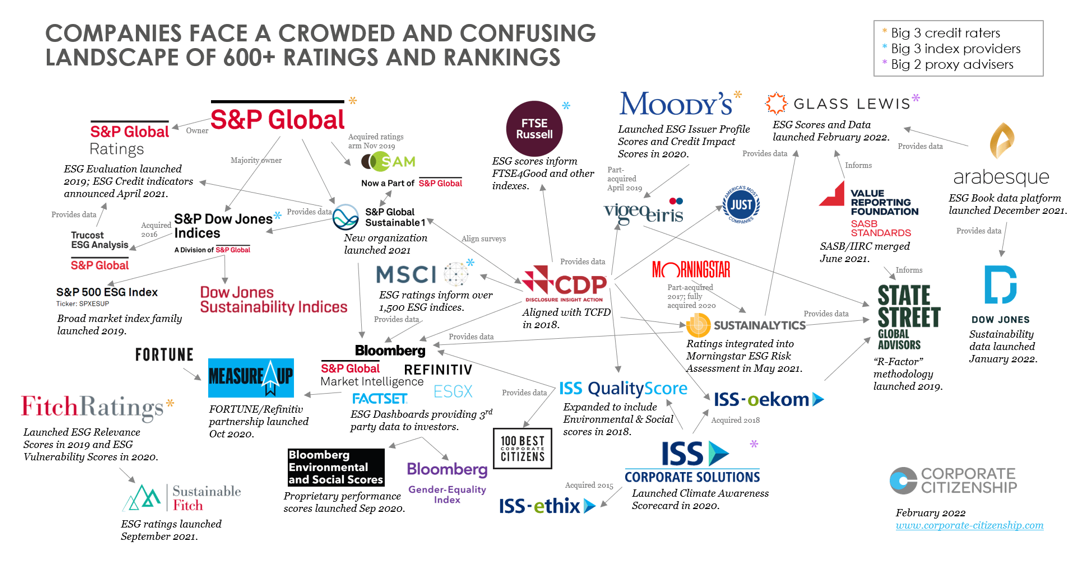 COMPANIES FACE A CROWDED AND CONFUSING
LANDSCAPE OF 600+ RATINGS AND RANKINGS
* Big 3 credit raters
* Big 3 index providers
* Big 2 proxy advisers
S&P Global
*
Owner
S&P Global
Ratings
ESG Evaluation launched
2019; ESG Credit indicators
announced April 2021.
Majority owner
Acquired ratings
arm Nov 2019
SAM
Now a Part of S&P Global
Provides data
Trucost
ESG Analysis
S&P Global
Acquired
2016
S&P Dow Jones
Indices
*
A Division of S&P Global
Provides data
S&P Global
Sustainable1
New organization
launched 2021
S&P 500 ESG Index
Ticker: SPXESUP
Broad market index family
launched 2019.
Dow Jones
Sustainability Indices
FTSE
Russell
*
ESG scores inform
FTSE4Good and other
indexes.
Align surveys
MSCI
*
ESG ratings inform over
1,500 ESG indices.
Provides data
Provides data
CDP
DISCLOSURE INSIGHT ACTION
Aligned with TCFD
in 2018.
MOODY'S
*
Launched ESG Issuer Profile
Scores and Credit Impact
Scores in 2020.
Part-
acquired
April 2019
vigeoeiris
AMERICA'S MOST
JUST
COMPANIES
GLASS LEWIS
*
ESG Scores and Data
launched February 2022.
Provides data
Informs
Provides data
arabesque
ESG Book data platform
launched December 2021.
Provides data
VALUE
REPORTING
FOUNDATION
SASB
STANDARDS
SASB/IIRC merged
June 2021.
Informs
MORNINGSTAR
Part-acquired
2017; fully
acquired 2020
SUSTAINALYTICS
Ratings integrated into
Morningstar ESG Risk
Assessment in May 2021.
Provides data
STATE
STREET
GLOBAL
ADVISORS
“R-Factor”
methodology
launched 2019.
DOW JONES
Sustainability
data launched
January 2022.
FORTUNE
MEASURE UP
FORTUNE/Refinitiv
partnership launched
Oct 2020.
Bloomberg
S&P Global
Market Intelligence
REFINITIV
FACTSET
ESGX
ESG Dashboards providing 3rd
party data to investors.
Provides data
Provides data
FitchRatings
*
Launched ESG Relevance
Scores in 2019 and ESG
Vulnerability Scores in 2020.
Sustainable
Fitch
ESG ratings launched
September 2021.
Bloomberg
Environmental
and Social Scores
Proprietary performance
scores launched Sep 2020.
Bloomberg
Gender-Equality
Index
100 BEST
CORPORATE
CITIZENS
ISS QualityScore
Expanded to include
Environmental & Social
scores in 2018.
ISS-oekom
Acquired 2018
ISS
*
CORPORATE SOLUTIONS
Launched Climate Awareness
Scorecard in 2020.
Acquired 2015
ISS-ethix
CORPORATE
CITIZENSHIP
February 2022
www.corporate-citizenship.com